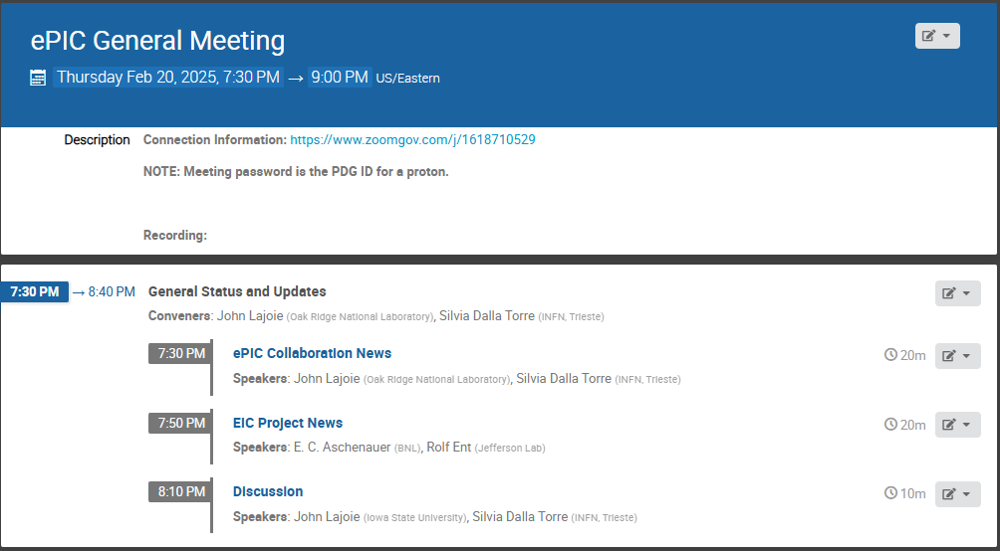 ePIC General Meeting
Thursday Feb 20, 2025, 7:30 PM → 9:00 PM US/Eastern
Description Connection Information: https://www.zoomgov.com/j/1618710529
NOTE: Meeting password is the PDG ID for a proton.
Recording:
7:30 PM → 8:40 PM General Status and Updates
Conveners: John Lajoie (Oak Ridge National Laboratory), Silvia Dalla Torre (INFN, Trieste)
7:30 PM ePIC Collaboration News 20m
Speakers: John Lajoie (Oak Ridge National Laboratory), Silvia Dalla Torre (INFN, Trieste)
7:50 PM EIC Project News 20m
Speakers: E. C. Aschenauer (BNL), Rolf Ent (Jefferson Lab)
8:10 PM Discussion 10m
Speakers: John Lajoie (Iowa State University), Silvia Dalla Torre (INFN, Trieste)